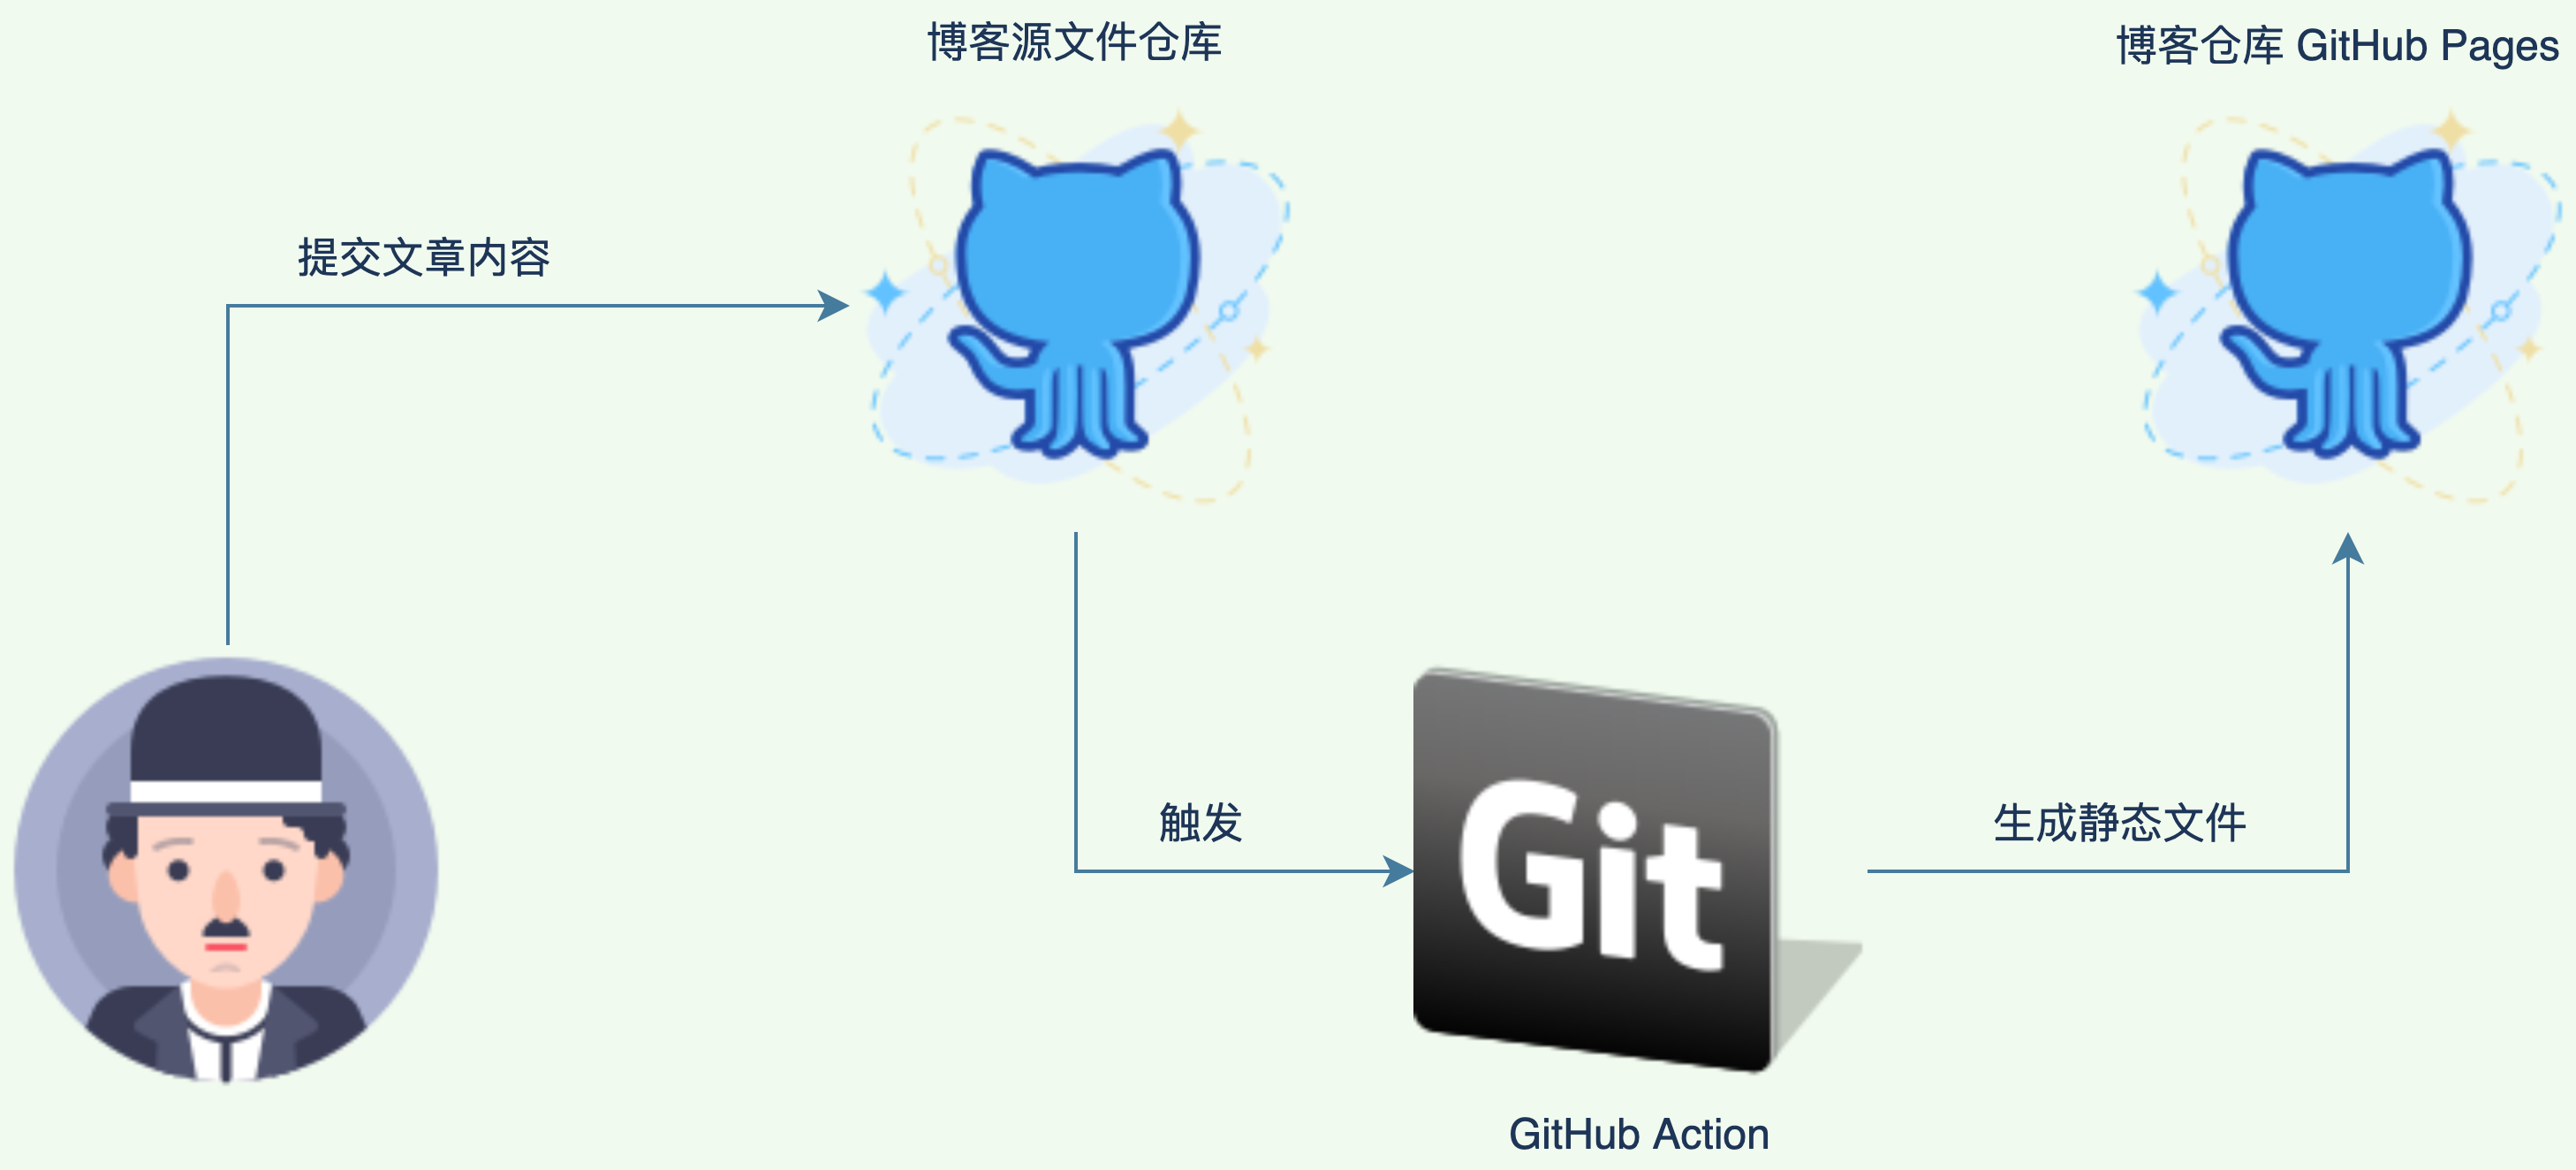 博客源文件仓库
博客仓库 GitHub Pages
提交文章内容
触发
Git
生成静态文件
GitHub Action